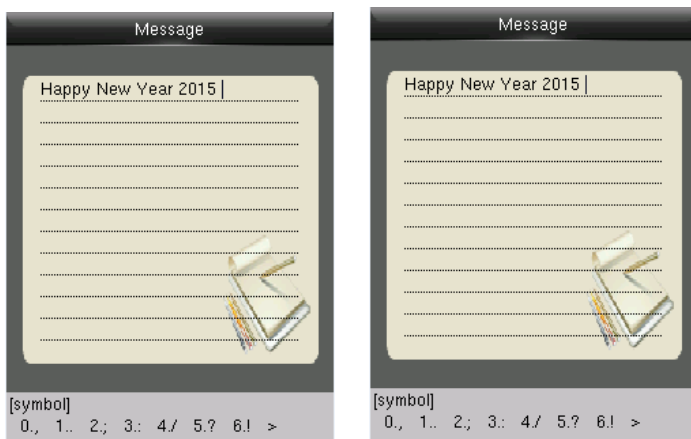 Message
Happy New Year 2015
[symbol]
0., 1.. 2.; 3.: 4./ 5.? 6.! >
Message
Happy New Year 2015
[symbol]
0., 1.. 2.; 3.: 4./ 5.? 6.! >